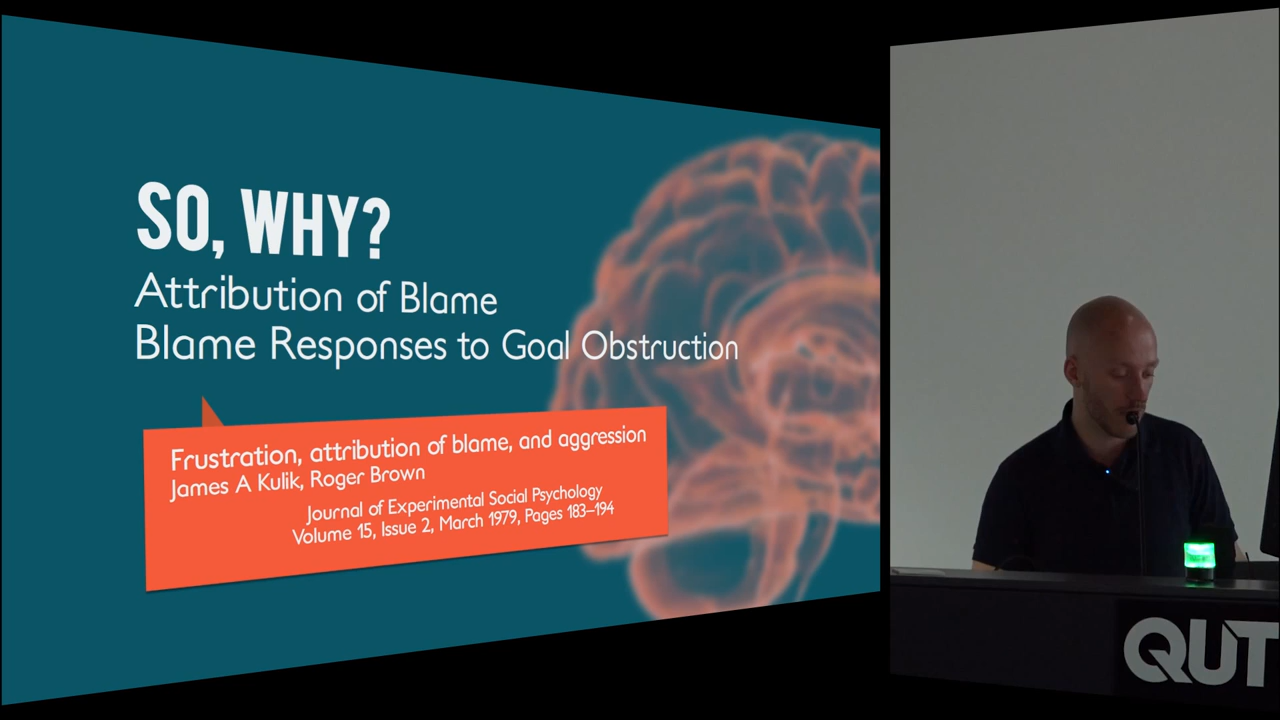 SO, WHY?
Attribution of Blame
Blame Responses to Goal Obstruction
Frustration, attribution of blame, and aggression
James A Kulik, Roger Brown
Journal of Experimental Social Psychology
Volume 15, Issue 2, March 1979, Pages 183–194
QUT